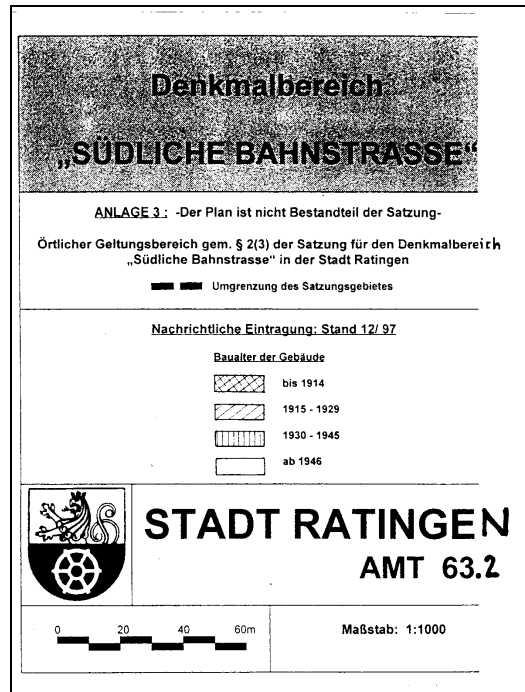 Denkmalbereich
„SÜDLICHE BAHNSTRASSE“
ANLAGE 3 : -Der Plan ist nicht Bestandteil der Satzung-
Örtlicher Geltungsbereich gem. § 2(3) der Satzung für den Denkmalbereich
„Südliche Bahnstrasse“ in der Stadt Ratingen
Umgrenzung des Satzungsgebietes
Nachrichtliche Eintragung: Stand 12/ 97
Baualter der Gebäude
bis 1914
1915 - 1929
1930 - 1945
ab 1946
STADT RATINGEN
AMT 63.2
0 20 40 60m
Maßstab: 1:1000